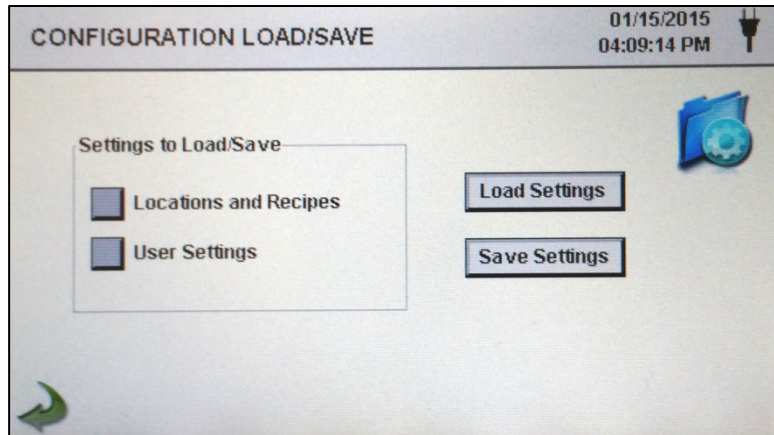 CONFIGURATION LOAD/SAVE
01/15/2015
04:09:14 PM
Settings to Load/Save
Locations and Recipes
User Settings
Load Settings
Save Settings